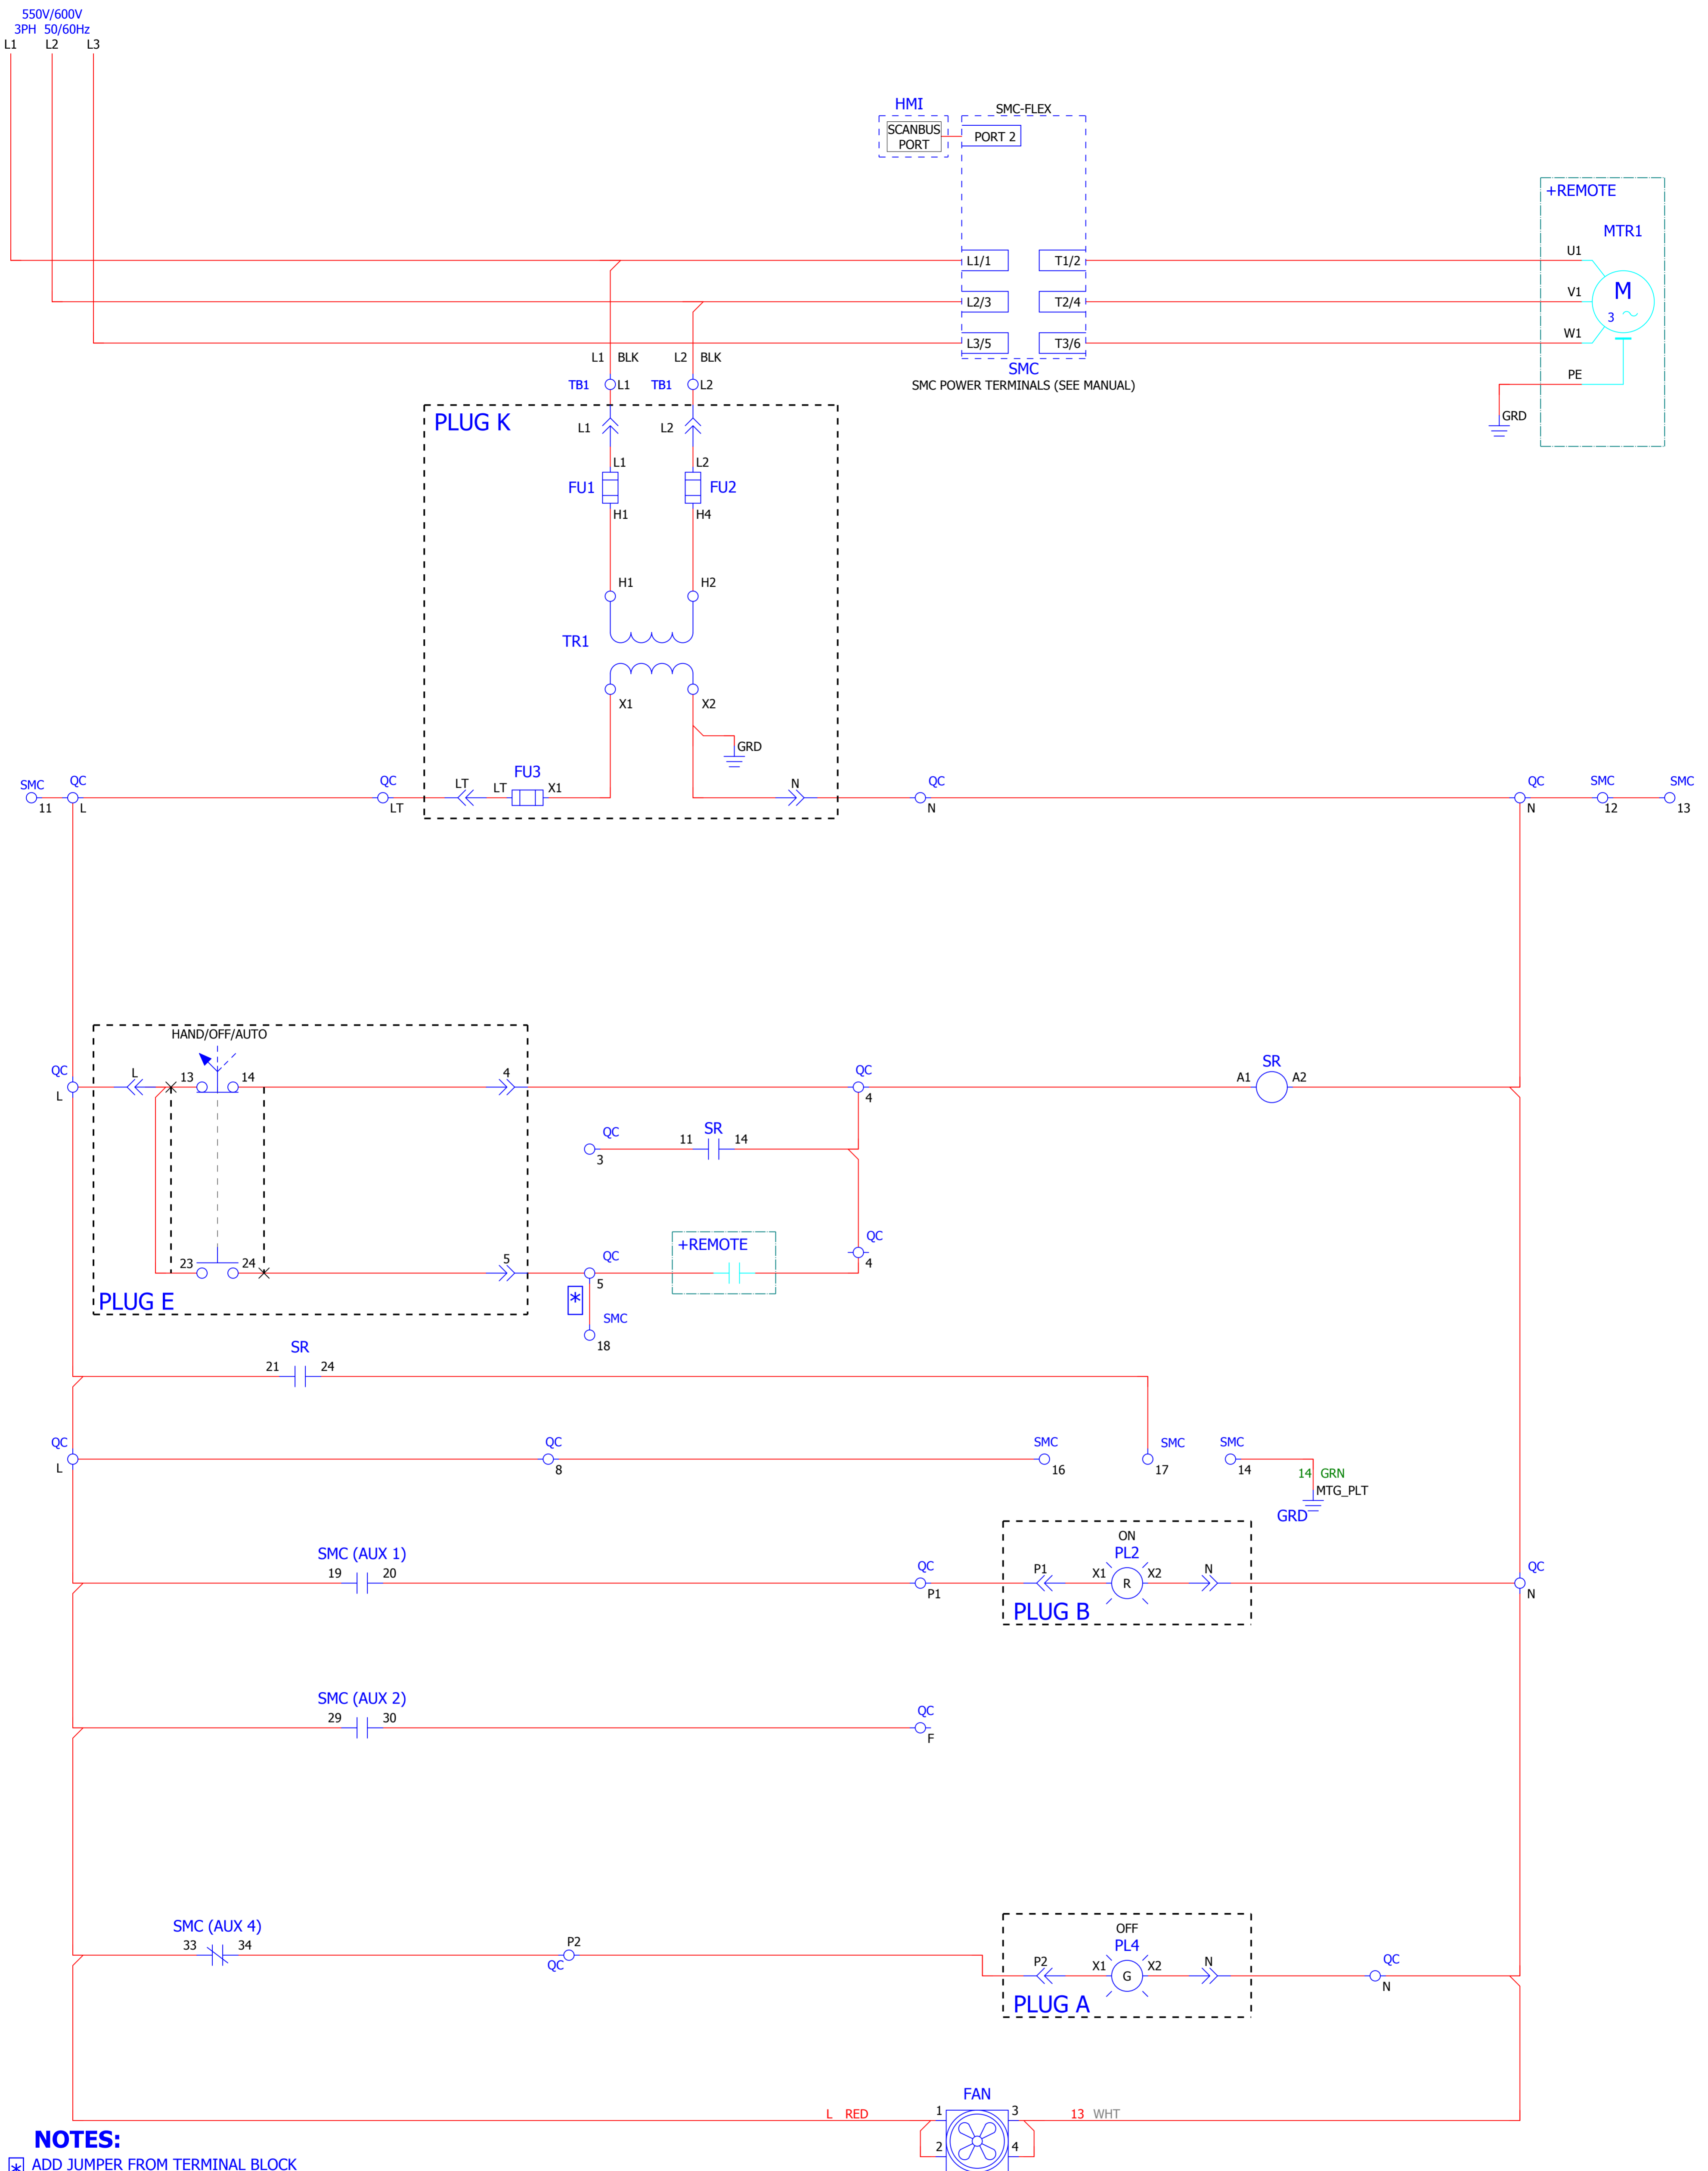 550V/600V
3PH 50/60Hz
L1 L2 L3
HMI
SMC-FLEX
SCANBUS
PORT
PORT 2
+REMOTE
MTR1
U1
L1/1 T1/2
M
3
V1
L2/3 T2/4
W1
L3/5 T3/6
L1 BLK L2 BLK
SMC
PE
TB1 L1 TB1 L2
SMC POWER TERMINALS (SEE MANUAL)
GRD
PLUG K
L1 L2
L1 L2
FU1 FU2
H1 H4
H1 H2
TR1
X1 X2
GRD
FU3
SMC QC QC LT LT X1 N QC QC SMC SMC
11 L LT N N 12 13
HAND/OFF/AUTO
QC L 13 14 4 QC A1 SR A2
L 4
QC 11 SR 14
3
+REMOTE
QC
4
23 24 5 QC
5
*
PLUG E
SMC
18
SR
21 24
QC QC SMC SMC SMC
L 8 16 17 14
14 GRN
MTG_PLT
GRD
ON
SMC (AUX 1)
PL2
19 20 QC P1 X1 R X2 N QC
P1 N
PLUG B
SMC (AUX 2)
29 30 QC
F
SMC (AUX 4)
OFF
33 34 P2
QC
PL4
P2 X1 G X2 N QC
N
PLUG A
FAN
L RED 1 3 13 WHT
2 4
NOTES:
* ADD JUMPER FROM TERMINAL BLOCK